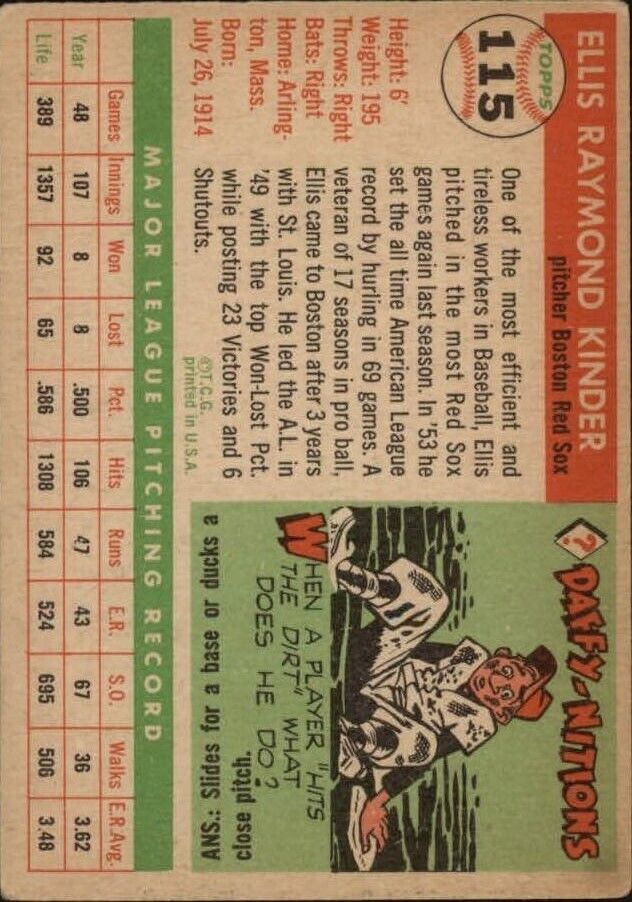 TOPPS
115
ELLIS RAYMOND KINDER
pitcher Boston Red Sox
Height: 6'
Weight: 195
Throws: Right
Bats: Right
Home: Arling-
ton, Mass.
Born:
July 26, 1914
One of the most efficient and
tireless workers in Baseball, Ellis
pitched in the most Red Sox
games again last season. In '53 he
set the all time American League
record by hurling in 69 games. A
veteran of 17 seasons in pro ball,
Ellis came to Boston after 3 years
with St. Louis. He led the A.L. in
'49 with the top Won-Lost Pct.
while posting 23 Victories and 6
Shutouts.
©T.C.G.
printed in U.S.A.
?
DAFFY-NITIONS
WHEN A PLAYER "HITS
THE DIRT" WHAT
DOES HE DO?
ANS.: Slides for a base or ducks a
close pitch.
MAJOR LEAGUE PITCHING RECORD
Games Innings Won Lost Pct. Hits Runs E.R. S.O. Walks E.R.Avg.
Year 48 107 8 8 .500 106 47 43 67 36 3.62
Life 389 1357 92 65 .586 1308 584 524 695 506 3.48